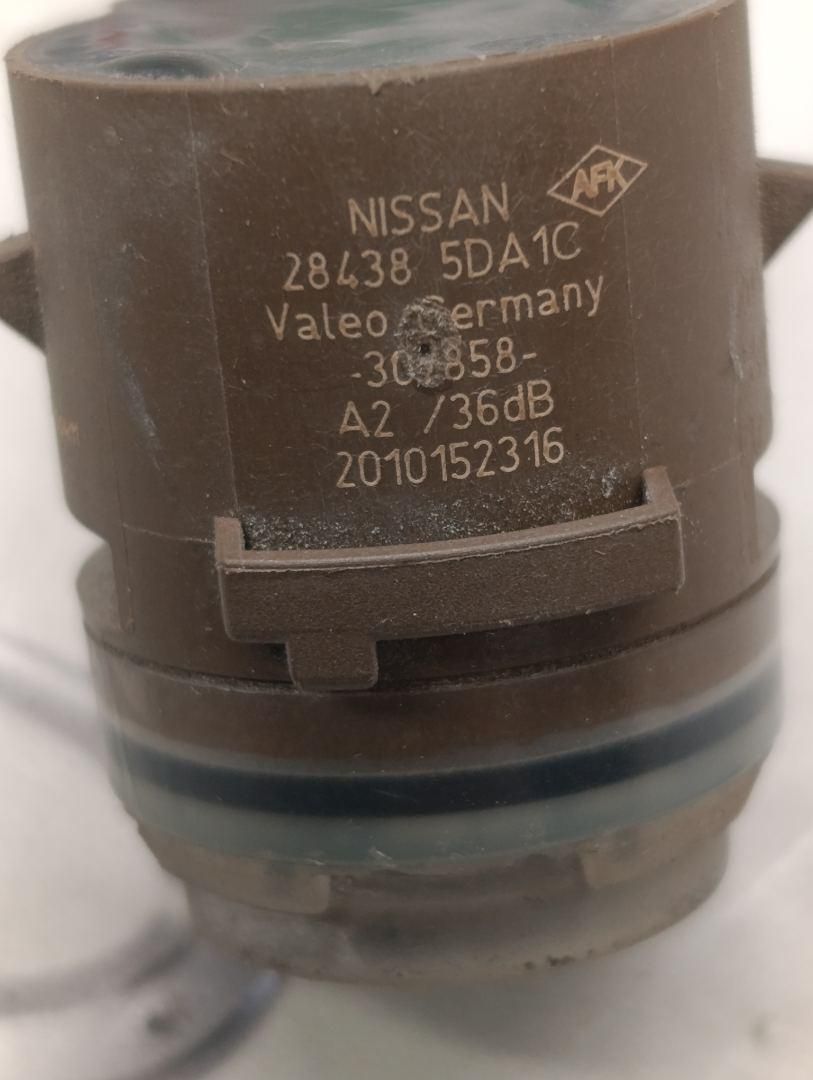 NISSAN AFK
28438 5DA1C
Valeo
A2 /36dB
2010152316